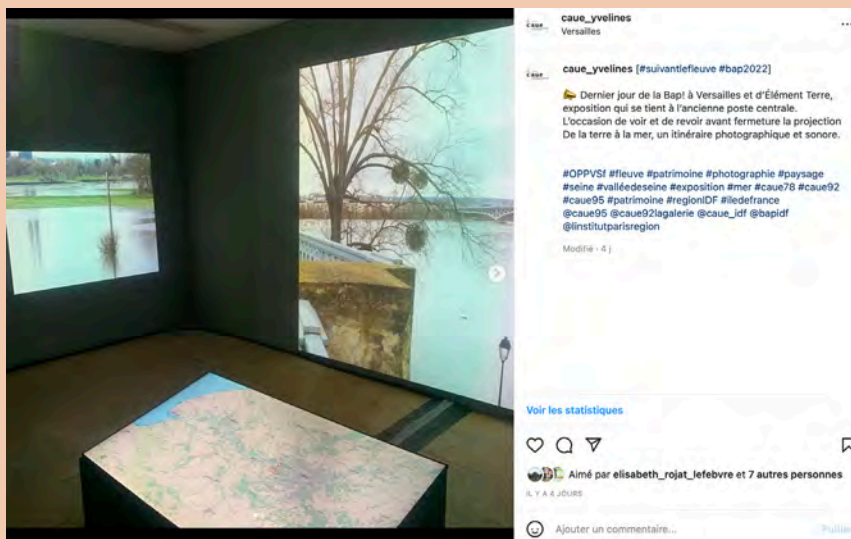 caue_yvelines
Versailles
caue_yvelines [#suivantlefleuve #bap2022]
Dernier jour de la Bap! à Versailles et d'Élément Terre,
exposition qui se tient à l'ancienne poste centrale.
L'occasion de voir et de revoir avant fermeture la projection
De la terre à la mer, un itinéraire photographique et sonore.
#OPPVSf #fleuve #patrimoine #photographie #paysage
#seine #valléedeseine #exposition #mer #caue78 #caue92
#caue95 #patrimoine #regionIDF #iledefrance
@caue95 @caue92lagalerie @caue_idf @bapidf
@linstitutparisregion
Modifié · 4 j
Voir les statistiques
Aimé par elisabeth_rojat_lefebvre et 7 autres personnes
IL Y A 4 JOURS
Ajouter un commentaire...
Publier